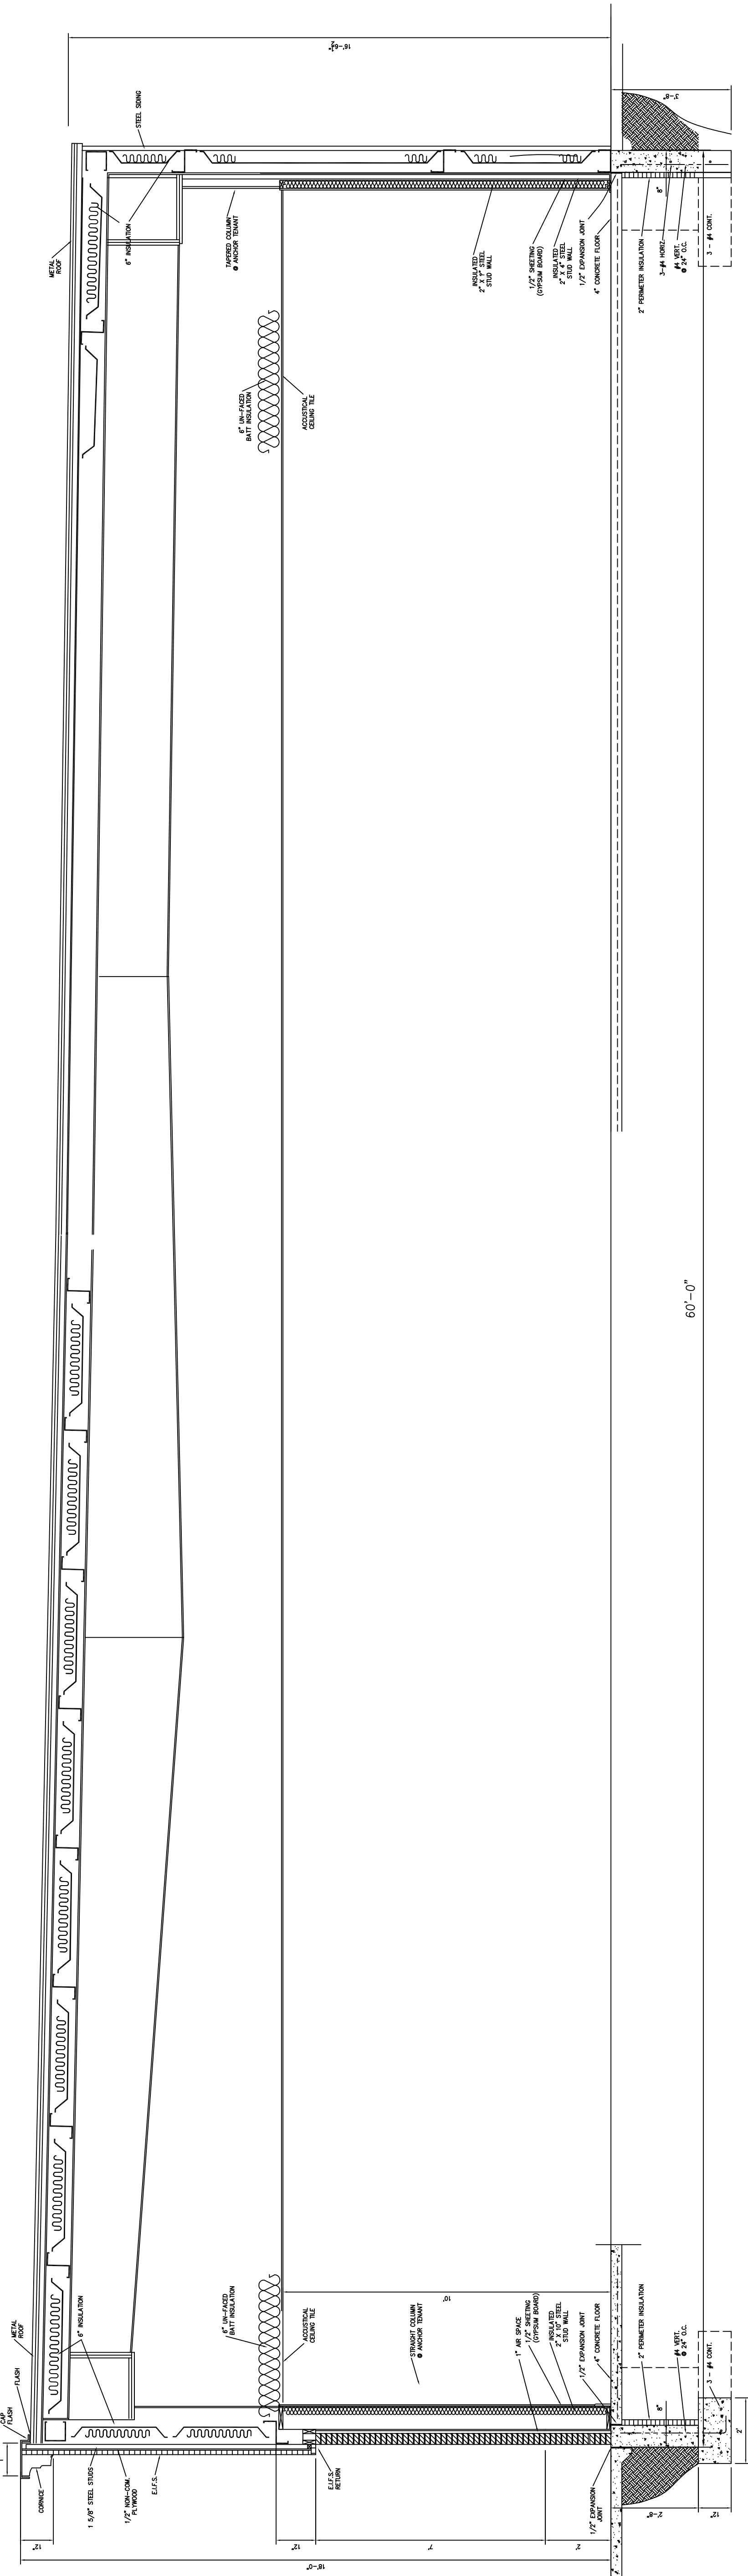 16'-6½"
3'-8"
STEEL SIDING
METAL
ROOF
6" INSULATION
TAPERED COLUMN
@ ANCHOR TENANT
6" UN-FACED
BATT INSULATION
ACCUSTICAL
CEILING TILE
INSULATED
2" X 1" STEEL
STUD WALL
1/2" SHEETING
(GYPSUM BOARD)
INSULATED
2" X 4" STEEL
STUD WALL
1/2" EXPANSION JOINT
4" CONCRETE FLOOR
2" PERIMETER INSULATION
8"
3-#4 HORIZ
#4 VERT.
@ 24" O.C.
3 - #4 CONT.
60'-0"
CAP
FLASH
FLASH
METAL
ROOF
6" INSULATION
CORNICE
1 5/8" STEEL STUDS
1/2" NON-COM.
PLYWOOD
E.I.F.S.
6" UN-FACED
BATT INSULATION
ACCUSTICAL
CEILING TILE
E.I.F.S.
RETURN
10'
STRAIGHT COLUMN
@ ANCHOR TENANT
1" AIR SPACE
1/2" SHEETING
(GYPSUM BOARD)
INSULATED
2" X 10" STEEL
STUD WALL
1/2" EXPANSION JOINT
4" CONCRETE FLOOR
1/2" EXPANSION
JOINT
2" PERIMETER INSULATION
8"
#4 VERT.
@ 24" O.C.
3 - #4 CONT.
2'
12"
12"
7'
2'
18'-0"
2'-8"
12"